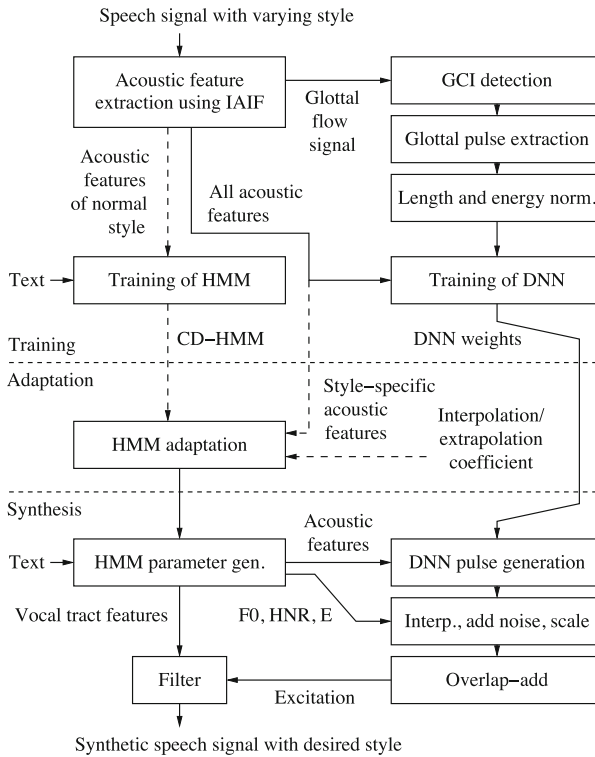 Speech signal with varying style
Acoustic feature
extraction using IAIF
GCI detection
Glottal
flow
signal
Glottal pulse extraction
Acoustic
features
of normal
style
All acoustic
features
Length and energy norm.
Text
Training of HMM
Training of DNN
CD−HMM
DNN weights
Training
Adaptation
Style−specific
acoustic
features
Interpolation/
extrapolation
coefficient
HMM adaptation
Synthesis
Acoustic
features
Text
HMM parameter gen.
DNN pulse generation
Vocal tract features
F0, HNR, E
Interp., add noise, scale
Filter
Excitation
Overlap−add
Synthetic speech signal with desired style